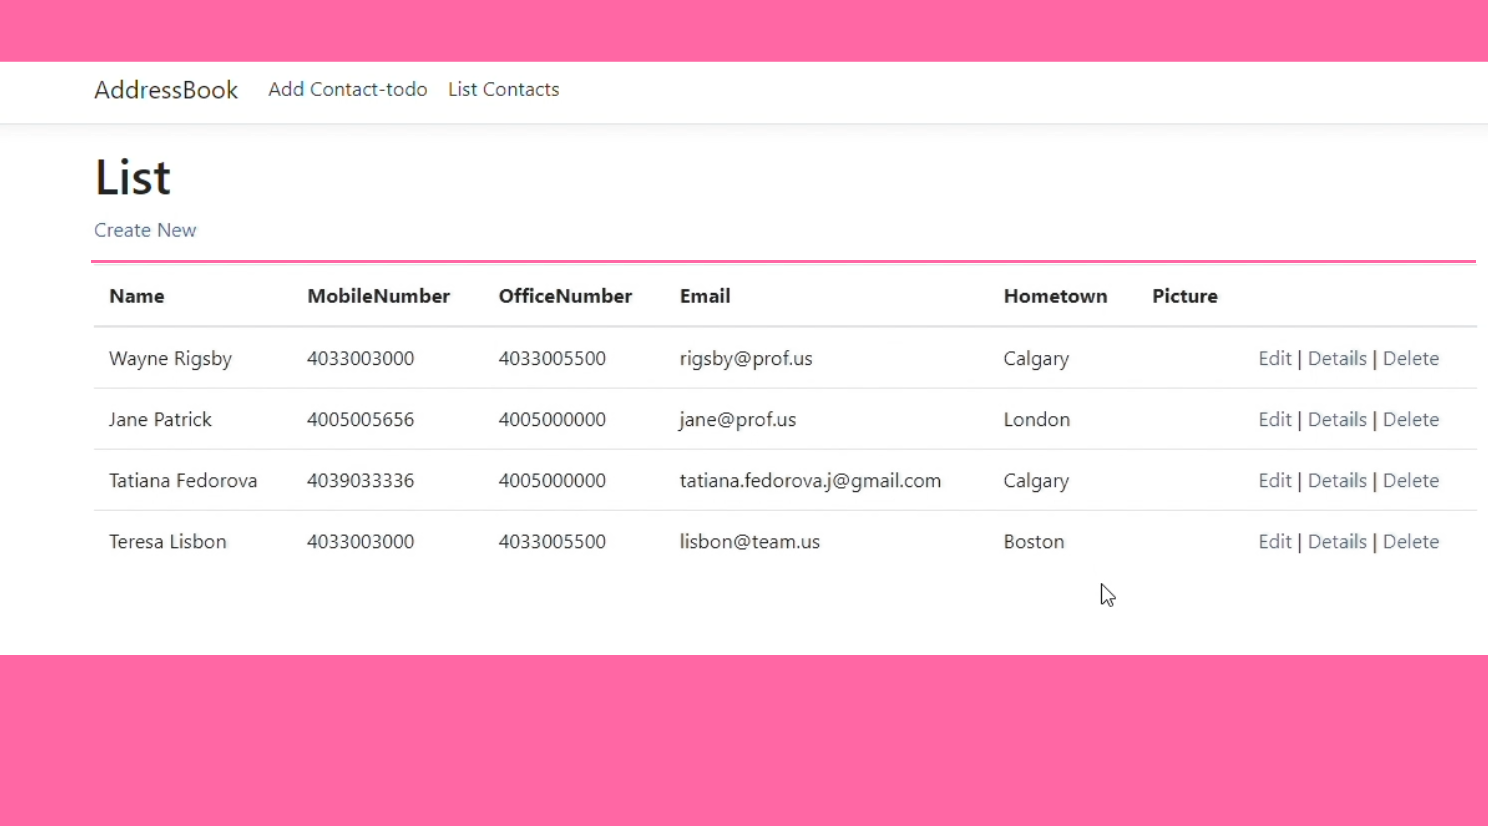 AddressBook Add Contact-todo List Contacts
List
Create New
Name MobileNumber OfficeNumber Email Hometown Picture
Wayne Rigsby 4033003000 4033005500 rigsby@prof.us Calgary Edit | Details | Delete
Jane Patrick 4005005656 4005000000 jane@prof.us London Edit | Details | Delete
Tatiana Fedorova 4039033336 4005000000 tatiana.fedorova.j@gmail.com Calgary Edit | Details | Delete
Teresa Lisbon 4033003000 4033005500 lisbon@team.us Boston Edit | Details | Delete